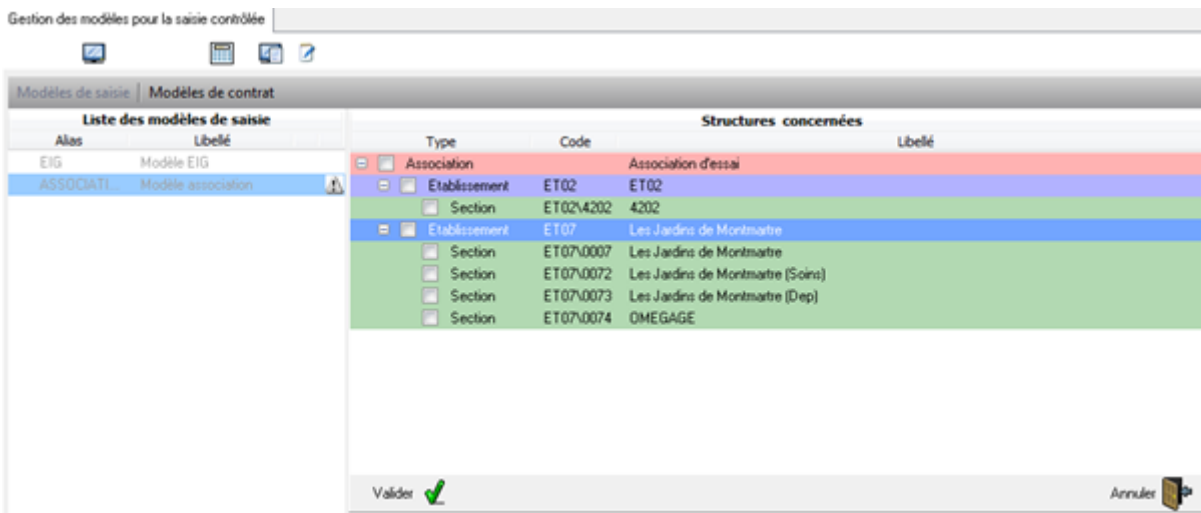 Gestion des modèles pour la saisie contrôlée
Modèles de saisie | Modèles de contrat
Liste des modèles de saisie
Alias Libellé
EIG Modèle EIG
ASSOCIATI... Modèle association
Structures concernées
Type Code Libellé
Association Association d'essai
Etablissement ET02 ET02
Section ET02\4202 4202
Etablissement ET07 Les Jardins de Montmartre
Section ET07\0007 Les Jardins de Montmartre
Section ET07\0072 Les Jardins de Montmartre (Soins)
Section ET07\0073 Les Jardins de Montmartre (Dep)
Section ET07\0074 OMEGAGE
Valider
Annuler